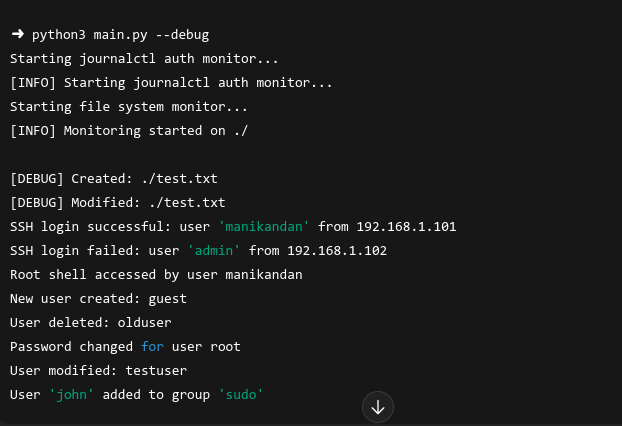 ➜ python3 main.py --debug
Starting journalctl auth monitor...
[INFO] Starting journalctl auth monitor...
Starting file system monitor...
[INFO] Monitoring started on ./
[DEBUG] Created: ./test.txt
[DEBUG] Modified: ./test.txt
SSH login successful: user 'manikandan' from 192.168.1.101
SSH login failed: user 'admin' from 192.168.1.102
Root shell accessed by user manikandan
New user created: guest
User deleted: olduser
Password changed for user root
User modified: testuser
User 'john' added to group 'sudo'